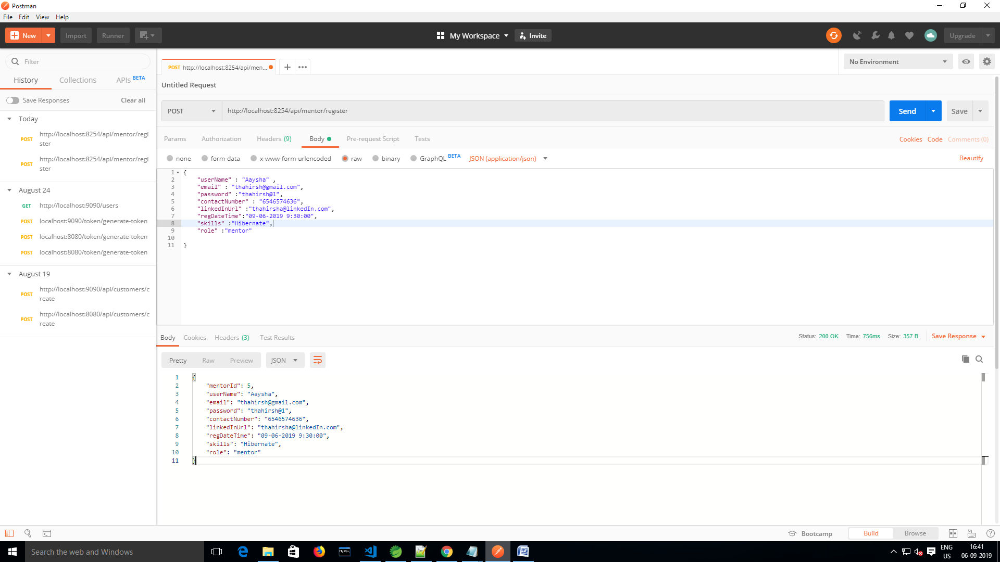 Postman
File Edit View Help
New Import Runner My Workspace Invite Upgrade
Filter
History Collections APIs BETA
Save Responses Clear all
Today
POST http://localhost:8254/api/mentor/regi
ster
POST http://localhost:8254/api/mentor/regi
ster
August 24
GET http://localhost:9090/users
POST localhost:9090/token/generate-token
POST localhost:8080/token/generate-token
POST localhost:8080/token/generate-token
August 19
POST http://localhost:9090/api/customers/c
reate
POST http://localhost:8080/api/customers/c
reate
POST http://localhost:8254/api/men... No Environment
Untitled Request
POST http://localhost:8254/api/mentor/register Send Save
Params Authorization Headers (9) Body Pre-request Script Tests Cookies Code Comments (0)
none form-data x-www-form-urlencoded raw binary GraphQL BETA JSON (application/json) Beautify
1 {
2 "userName" : "Aaysha" ,
3 "email" : "thahirsh@gmail.com",
4 "password" :"thahirsh@1",
5 "contactNumber" : "6546574636",
6 "linkedInUrl" :"thahirsha@linkedIn.com",
7 "regDateTime":"09-06-2019 9:30:00",
8 "skills" :"Hibernate",
9 "role" :"mentor"
10
11 }
Body Cookies Headers (3) Test Results Status: 200 OK Time: 756ms Size: 357 B Save Response
Pretty Raw Preview JSON
1 {
2 "mentorId": 5,
3 "userName": "Aaysha",
4 "email": "thahirsh@gmail.com",
5 "password": "thahirsh@1",
6 "contactNumber": "6546574636",
7 "linkedInUrl": "thahirsha@linkedIn.com",
8 "regDateTime": "09-06-2019 9:30:00",
9 "skills": "Hibernate",
10 "role": "mentor"
11 }
Bootcamp Build Browse
Search the web and Windows
ENG
US
16:41
06-09-2019